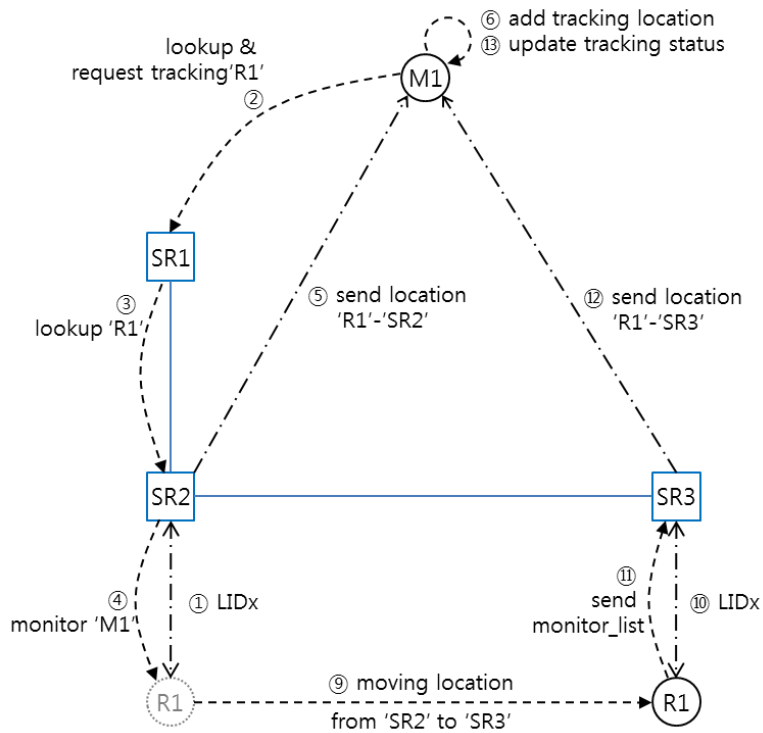 ⑥ add tracking location
⑬ update tracking status
lookup &
request tracking'R1'
②
M1
SR1
③
lookup 'R1'
⑤ send location
'R1'-'SR2'
⑫ send location
'R1'-'SR3'
SR2
SR3
④
monitor 'M1'
① LIDx
⑪
send
monitor_list
⑩ LIDx
R1
⑨ moving location
from 'SR2' to 'SR3'
R1